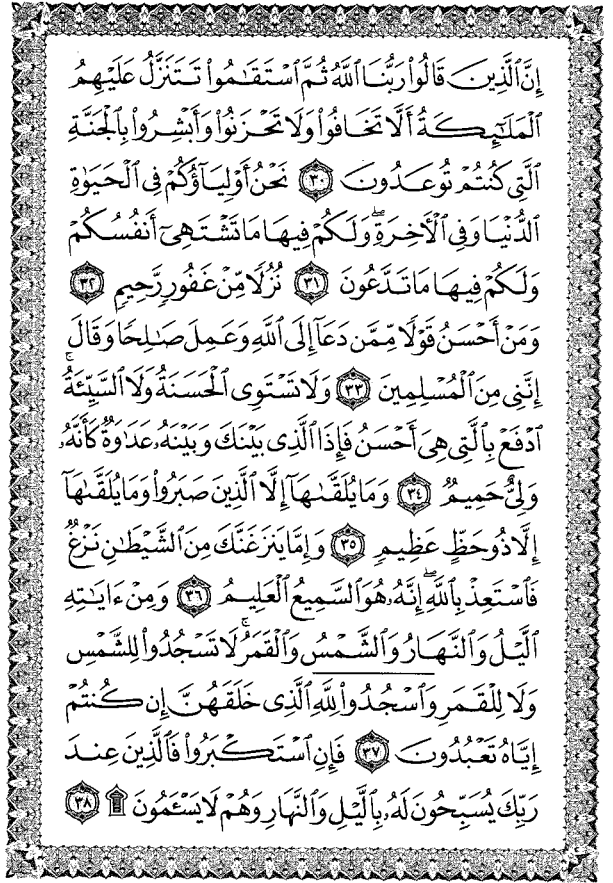 إِنَّ ٱلَّذِينَ قَالُوا۟ رَبُّنَا ٱللَّهُ ثُمَّ ٱسْتَقَـٰمُوا۟ تَتَنَزَّلُ عَلَيْهِمُ
ٱلْمَلَـٰٓئِكَةُ أَلَّا تَخَافُوا۟ وَلَا تَحْزَنُوا۟ وَأَبْشِرُوا۟ بِٱلْجَنَّةِ
ٱلَّتِى كُنتُمْ تُوعَدُونَ ٣٠ نَحْنُ أَوْلِيَآؤُكُمْ فِى ٱلْحَيَوٰةِ
ٱلدُّنْيَا وَفِى ٱلْـَٔاخِرَةِ ۖ وَلَكُمْ فِيهَا مَا تَشْتَهِىٓ أَنفُسُكُمْ
وَلَكُمْ فِيهَا مَا تَدَّعُونَ ٣١ نُزُلًا مِّنْ غَفُورٍ رَّحِيمٍ ٣٢
وَمَنْ أَحْسَنُ قَوْلًا مِّمَّن دَعَآ إِلَى ٱللَّهِ وَعَمِلَ صَـٰلِحًا وَقَالَ
إِنَّنِى مِنَ ٱلْمُسْلِمِينَ ٣٣ وَلَا تَسْتَوِى ٱلْحَسَنَةُ وَلَا ٱلسَّيِّئَةُ ۚ
ٱدْفَعْ بِٱلَّتِى هِىَ أَحْسَنُ فَإِذَا ٱلَّذِى بَيْنَكَ وَبَيْنَهُۥ عَدَٰوَةٌ كَأَنَّهُۥ
وَلِىٌّ حَمِيمٌ ٣٤ وَمَا يُلَقَّىٰهَآ إِلَّا ٱلَّذِينَ صَبَرُوا۟ وَمَا يُلَقَّىٰهَآ
إِلَّا ذُو حَظٍّ عَظِيمٍ ٣٥ وَإِمَّا يَنزَغَنَّكَ مِنَ ٱلشَّيْطَـٰنِ نَزْغٌ
فَٱسْتَعِذْ بِٱللَّهِ ۖ إِنَّهُۥ هُوَ ٱلسَّمِيعُ ٱلْعَلِيمُ ٣٦ وَمِنْ ءَايَـٰتِهِ
ٱلَّيْلُ وَٱلنَّهَارُ وَٱلشَّمْسُ وَٱلْقَمَرُ ۚ لَا تَسْجُدُوا۟ لِلشَّمْسِ
وَلَا لِلْقَمَرِ وَٱسْجُدُوا۟ لِلَّهِ ٱلَّذِى خَلَقَهُنَّ إِن كُنتُمْ
إِيَّاهُ تَعْبُدُونَ ٣٧ فَإِنِ ٱسْتَكْبَرُوا۟ فَٱلَّذِينَ عِندَ
رَبِّكَ يُسَبِّحُونَ لَهُۥ بِٱلَّيْلِ وَٱلنَّهَارِ وَهُمْ لَا يَسْـَٔمُونَ ۩ ٣٨